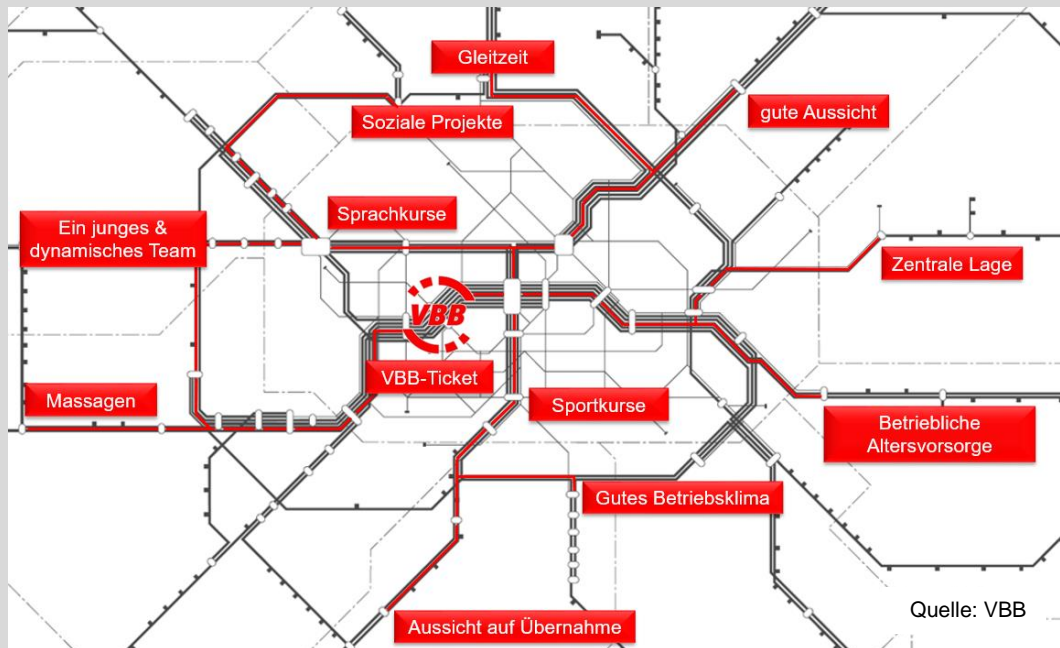 Gleitzeit
gute Aussicht
Soziale Projekte
Sprachkurse
Ein junges &
dynamisches Team
Zentrale Lage
VBB
VBB-Ticket
Massagen
Sportkurse
Betriebliche
Altersvorsorge
Gutes Betriebsklima
Aussicht auf Übernahme
Quelle: VBB